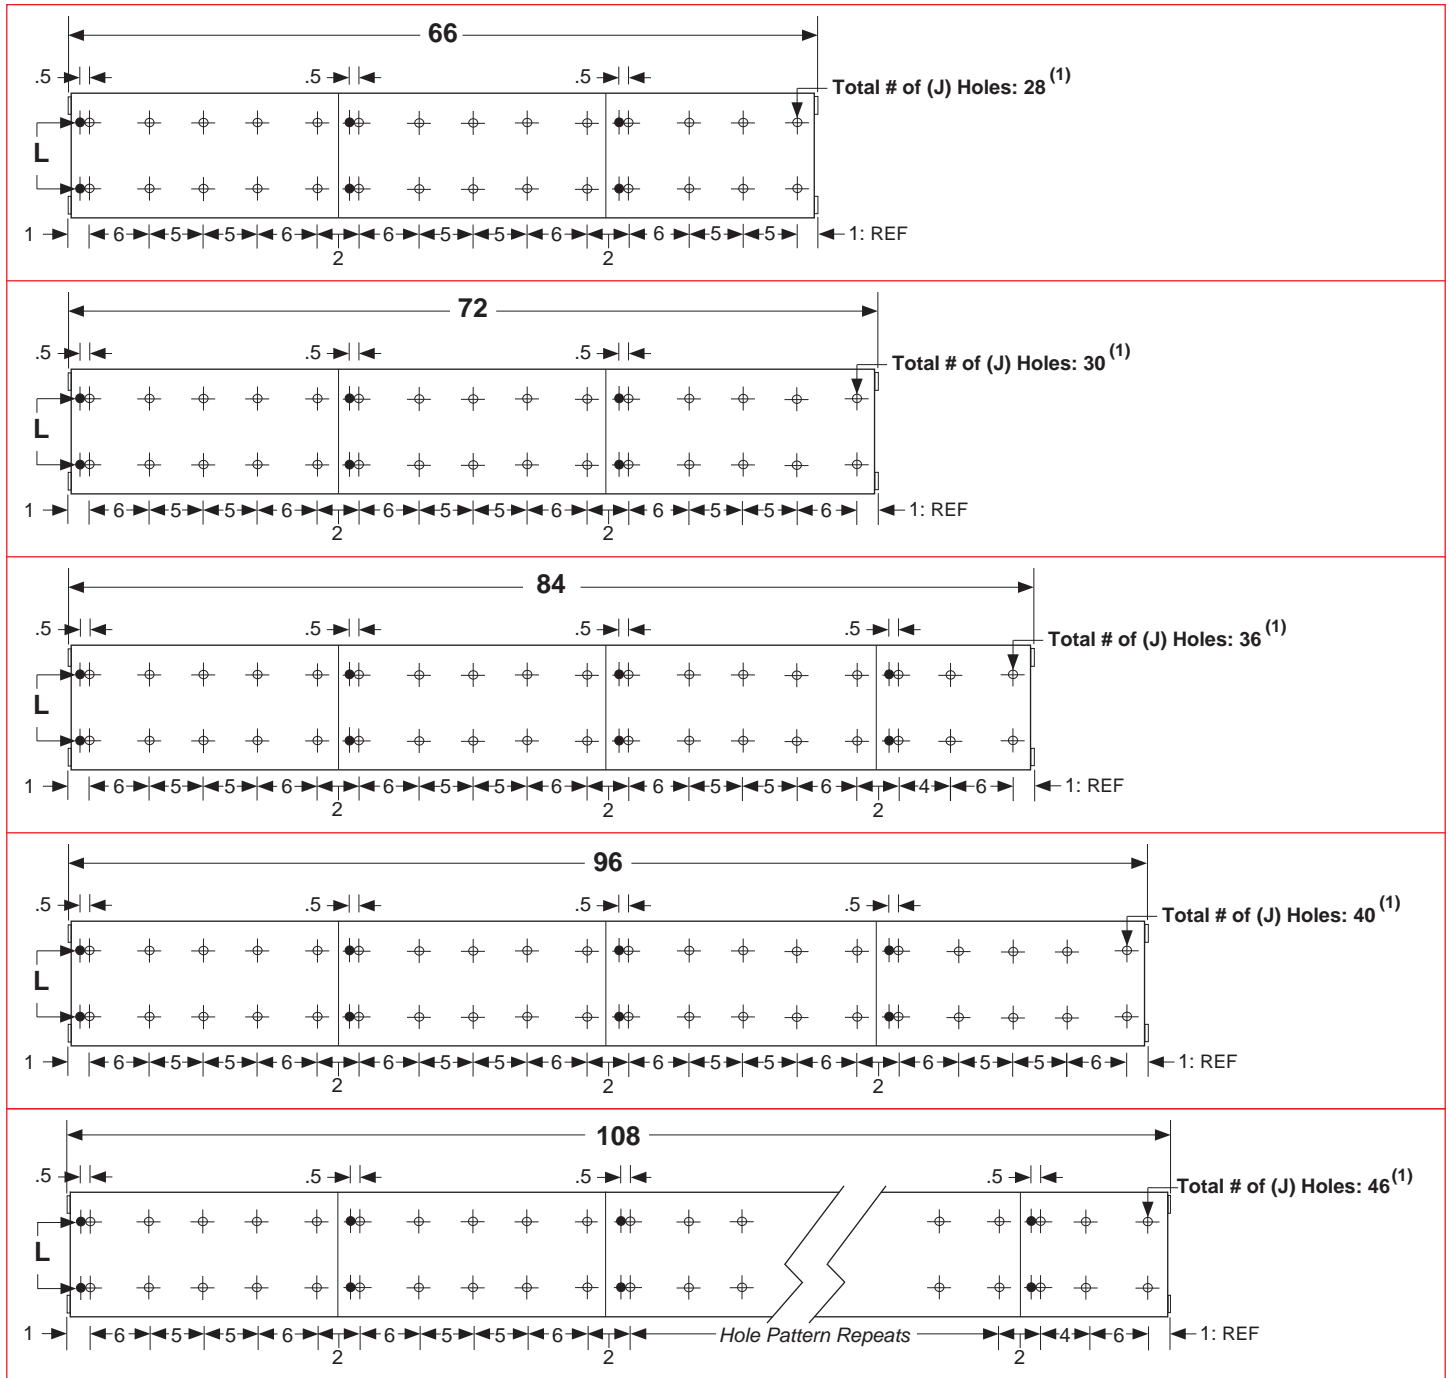 66
.5 .5 .5
Total # of (J) Holes: 28 (1)
L
1 6 5 5 6 6 5 5 6 6 5 5 1: REF
2 2
72
.5 .5 .5
Total # of (J) Holes: 30 (1)
L
1 6 5 5 6 6 5 5 6 6 5 5 6 1: REF
2 2
84
.5 .5 .5 .5
Total # of (J) Holes: 36 (1)
L
1 6 5 5 6 6 5 5 6 6 5 5 6 4 6 1: REF
2 2 2
96
.5 .5 .5 .5
Total # of (J) Holes: 40 (1)
L
1 6 5 5 6 6 5 5 6 6 5 5 6 6 5 5 6 1: REF
2 2 2
108
.5 .5 .5 .5
Total # of (J) Holes: 46 (1)
L
1 6 5 5 6 6 5 5 6 Hole Pattern Repeats 4 6 1: REF
2 2 2